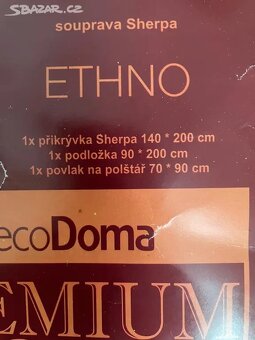 SBAZAR.CZ
souprava Sherpa
ETHNO
1x přikrývka Sherpa 140 * 200 cm
1x podložka 90 * 200 cm
1x povlak na polštář 70 * 90 cm
ecoDoma
EMIUM